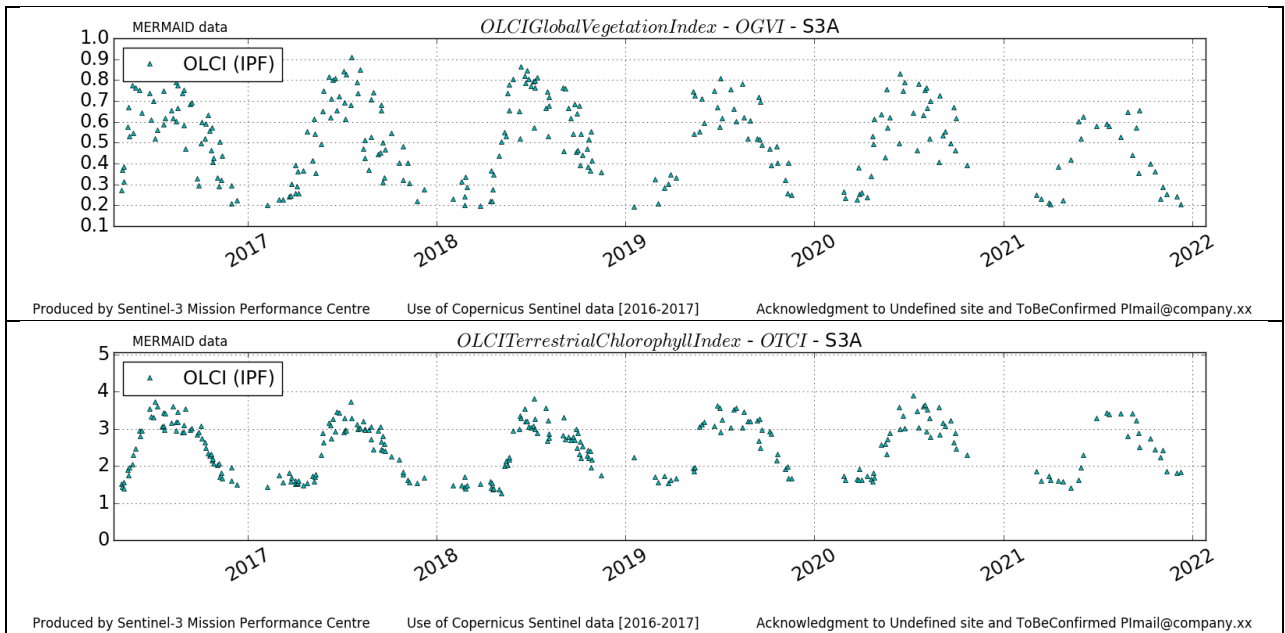 MERMAID data
OLCIGlobalVegetationIndex - OGVI - S3A
1.0
0.9
0.8
0.7
0.6
0.5
0.4
0.3
0.2
0.1
OLCI (IPF)
2017
2018
2019
2020
2021
2022
Produced by Sentinel-3 Mission Performance Centre
Use of Copernicus Sentinel data [2016-2017]
Acknowledgment to Undefined site and ToBeConfirmed PImail@company.xx
MERMAID data
OLCITerrestrialChlorophyllIndex - OTCI - S3A
5
4
3
2
1
0
OLCI (IPF)
2017
2018
2019
2020
2021
2022
Produced by Sentinel-3 Mission Performance Centre
Use of Copernicus Sentinel data [2016-2017]
Acknowledgment to Undefined site and ToBeConfirmed PImail@company.xx